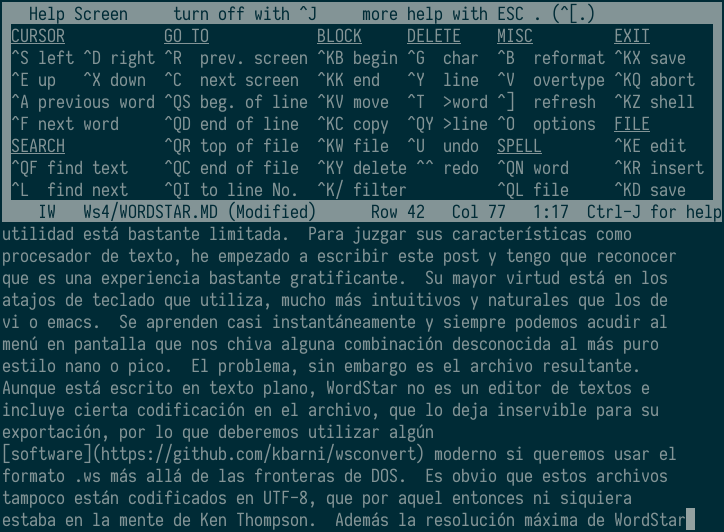 Help Screen turn off with ^J more help with ESC . (^[.)
CURSOR GO TO BLOCK DELETE MISC EXIT
^S left ^D right ^R prev. screen ^KB begin ^G char ^B reformat ^KX save
^E up ^X down ^C next screen ^KK end ^Y line ^V overtype ^KQ abort
^A previous word ^QS beg. of line ^KV move ^T >word ^] refresh ^KZ shell
^F next word ^QD end of line ^KC copy ^QY >line ^O options FILE
SEARCH ^QR top of file ^KW file ^U undo SPELL ^KE edit
^QF find text ^QC end of file ^KY delete ^^ redo ^QN word ^KR insert
^L find next ^QI to line No. ^K/ filter ^QL file ^KD save
IW Ws4/WORDSTAR.MD (Modified) Row 42 Col 77 1:17 Ctrl-J for help
utilidad está bastante limitada. Para juzgar sus características como
procesador de texto, he empezado a escribir este post y tengo que reconocer
que es una experiencia bastante gratificante. Su mayor virtud está en los
atajos de teclado que utiliza, mucho más intuitivos y naturales que los de
vi o emacs. Se aprenden casi instantáneamente y siempre podemos acudir al
menú en pantalla que nos chiva alguna combinación desconocida al más puro
estilo nano o pico. El problema, sin embargo es el archivo resultante.
Aunque está escrito en texto plano, WordStar no es un editor de textos e
incluye cierta codificación en el archivo, que lo deja inservible para su
exportación, por lo que deberemos utilizar algún
[software](https://github.com/kbarni/wsconvert) moderno si queremos usar el
formato .ws más allá de las fronteras de DOS. Es obvio que estos archivos
tampoco están codificados en UTF-8, que por aquel entonces ni siquiera
estaba en la mente de Ken Thompson. Además la resolución máxima de WordStar